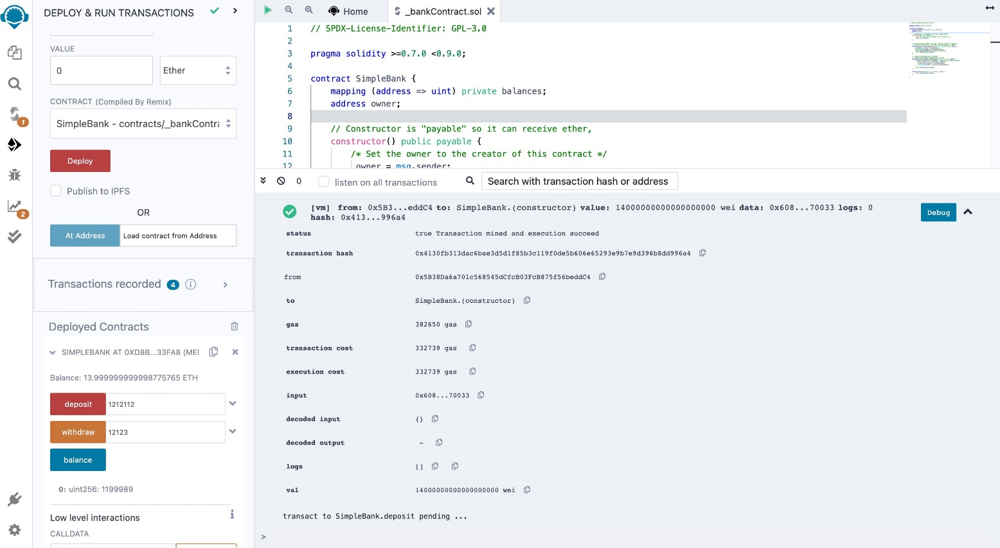 DEPLOY & RUN TRANSACTIONS
VALUE
0
Ether
CONTRACT (Compiled By Remix)
SimpleBank - contracts/_bankContra
Deploy
Publish to IPFS
OR
At Address
Load contract from Address
Transactions recorded 4 i
Deployed Contracts
SIMPLEBANK AT 0XD8B...33FA8 (MEI
Balance: 13.999999999998775765 ETH
deposit 1212112
withdraw 12123
balance
0: uint256: 1199989
Low level interactions i
CALLDATA
1
2
Home
_bankContract.sol
1 // SPDX-License-Identifier: GPL-3.0
2
3 pragma solidity >=0.7.0 <0.9.0;
4
5 contract SimpleBank {
6 mapping (address => uint) private balances;
7 address owner;
8
9 // Constructor is "payable" so it can receive ether,
10 constructor() public payable {
11 /* Set the owner to the creator of this contract */
12 owner = msg.sender;
0
listen on all transactions
Search with transaction hash or address
[vm] from: 0x5B3...eddC4 to: SimpleBank.(constructor) value: 14000000000000000000 wei data: 0x608...70033 logs: 0
hash: 0x413...996a4
Debug
status true Transaction mined and execution succeed
transaction hash 0x4130fb313dac6bae3d5d1f85b3c119f0de5b606e65293e9b7e9d396b8dd996a4
from 0x5B38Da6a701c568545dCfcB03FcB875f56beddC4
to SimpleBank.(constructor)
gas 382650 gas
transaction cost 332739 gas
execution cost 332739 gas
input 0x608...70033
decoded input {}
decoded output -
logs []
val 14000000000000000000 wei
transact to SimpleBank.deposit pending ...
>